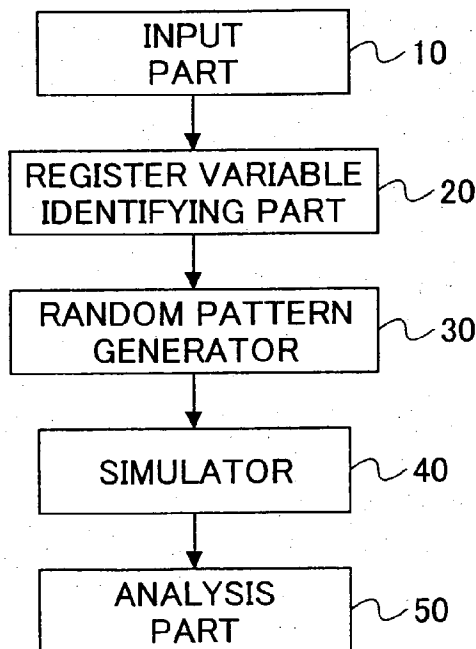 INPUT
PART
10
REGISTER VARIABLE
IDENTIFYING PART
20
RANDOM PATTERN
GENERATOR
30
SIMULATOR
40
ANALYSIS
PART
50